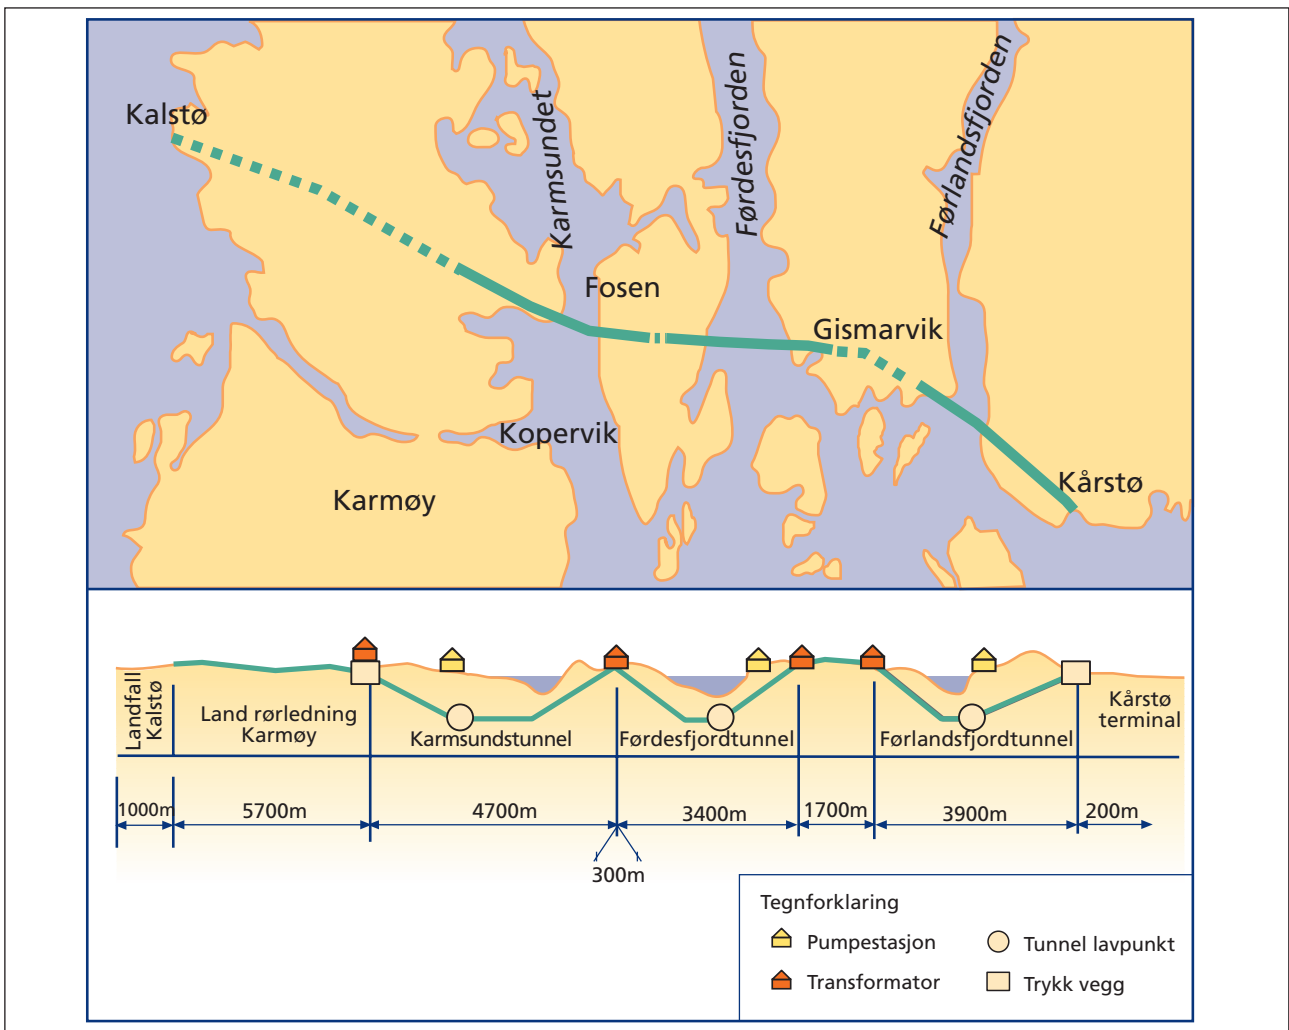 Kalstø
Karmsundet
Førdesfjorden
Førlandsfjorden
Fosen
Gismarvik
Kopervik
Karmøy
Kårstø
Landfall
Kalstø
Land rørledning
Karmøy
Karmsundstunnel
Førdesfjordtunnel
Førlandsfjordtunnel
Kårstø
terminal
1000m
5700m
4700m
3400m
1700m
3900m
200m
300m
Tegnforklaring
Pumpestasjon
Tunnel lavpunkt
Transformator
Trykk vegg